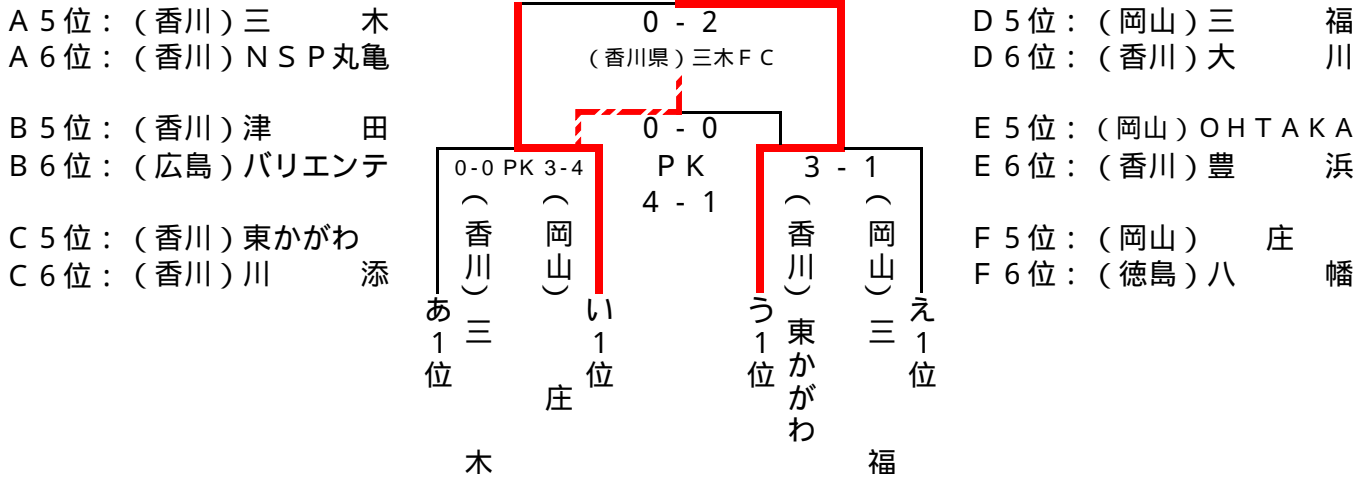 A5位：（香川）三　　　木
A6位：（香川）ＮＳＰ丸亀
B5位：（香川）津　　　田
B6位：（広島）バリエンテ
C5位：（香川）東かがわ
C6位：（香川）川　　　添
0 - 2
（香川県）三木ＦＣ
0 - 0
PK
4 - 1
0-0 PK 3-4
3 - 1
あ1位
（香川）三　　　木
（岡山）　　庄
い1位
う1位
（香川）東かがわ
（岡山）三　　　福
え1位
D5位：（岡山）三　　　福
D6位：（香川）大　　　川
E5位：（岡山）ＯＨＴＡＫＡ
E6位：（香川）豊　　　浜
F5位：（岡山）　　庄
F6位：（徳島）八　　　幡